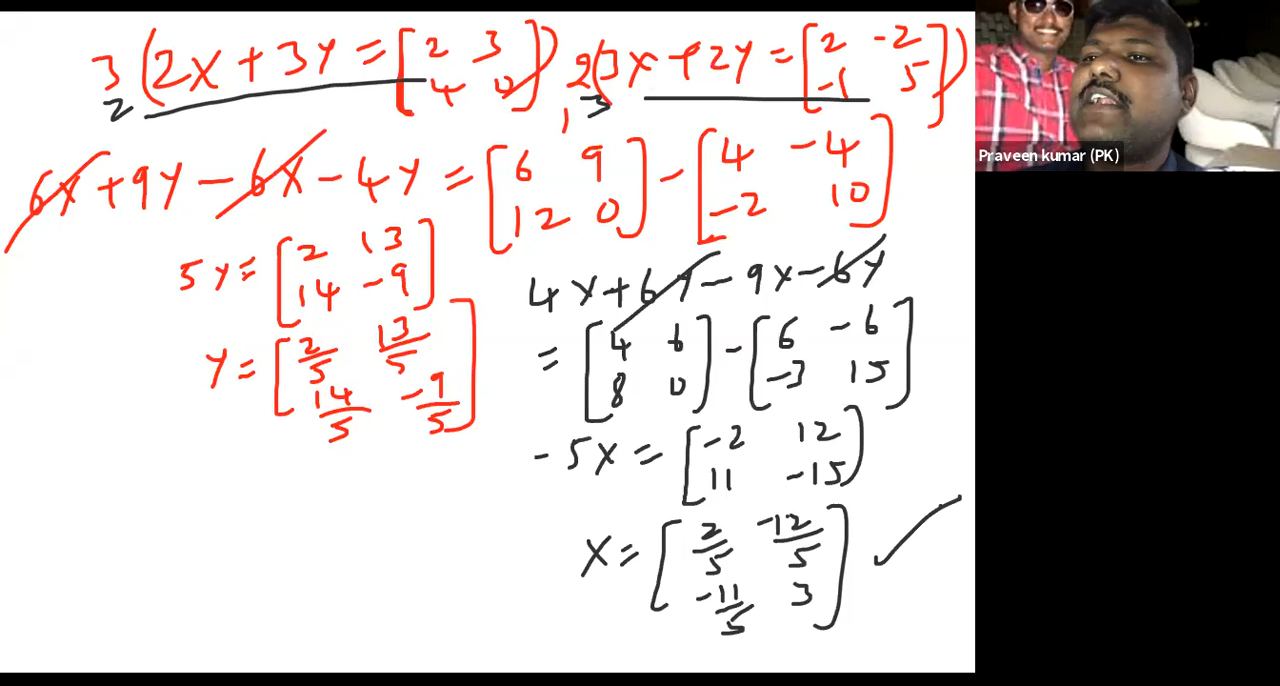 3 (2X + 3Y = [2 3 4 0]) 2 (3X + 2Y = [2 -2 -1 5])
2 3
6X + 9Y - 6X - 4Y = [6 9 12 0] - [4 -4 -2 10]
5Y = [2 13 14 -9]
Y = [2/5 13/5 14/5 -9/5]
4X + 6Y - 9X - 6Y
= [4 6 8 0] - [6 -6 -3 15]
-5X = [-2 12 11 -15]
X = [2/5 -12/5 -11/5 3]
Praveen kumar (PK)